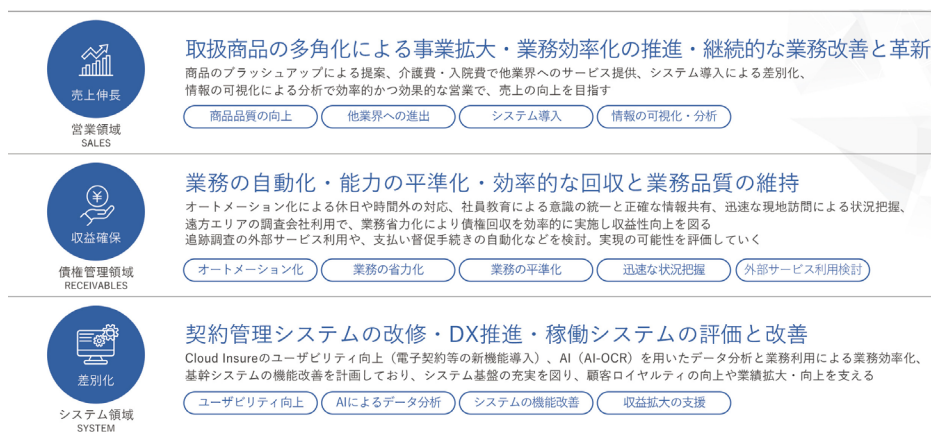 売上伸長
営業領域
SALES
取扱商品の多角化による事業拡大・業務効率化の推進・継続的な業務改善と革新
商品のブラッシュアップによる提案、介護費・入院費で他業界へのサービス提供、システム導入による差別化、
情報の可視化による分析で効率的かつ効果的な営業で、売上の向上を目指す
商品品質の向上
他業界への進出
システム導入
情報の可視化・分析
収益確保
債権管理領域
RECEIVABLES
業務の自動化・能力の平準化・効率的な回収と業務品質の維持
オートメーション化による休日や時間外の対応、社員教育による意識の統一と正確な情報共有、迅速な現地訪問による状況把握、
遠方エリアの調査会社利用で、業務省力化により債権回収を効率的に実施し収益性向上を図る
追跡調査の外部サービス利用や、支払い督促手続きの自動化などを検討。実現の可能性を評価していく
オートメーション化
業務の省力化
業務の平準化
迅速な状況把握
外部サービス利用検討
差別化
システム領域
SYSTEM
契約管理システムの改修・DX推進・稼働システムの評価と改善
Cloud Insureのユーザビリティ向上（電子契約等の新機能導入）、AI（AI-OCR）を用いたデータ分析と業務利用による業務効率化、
基幹システムの機能改善を計画しており、システム基盤の充実を図り、顧客ロイヤルティの向上や業績拡大・向上を支える
ユーザビリティ向上
AIによるデータ分析
システムの機能改善
収益拡大の支援